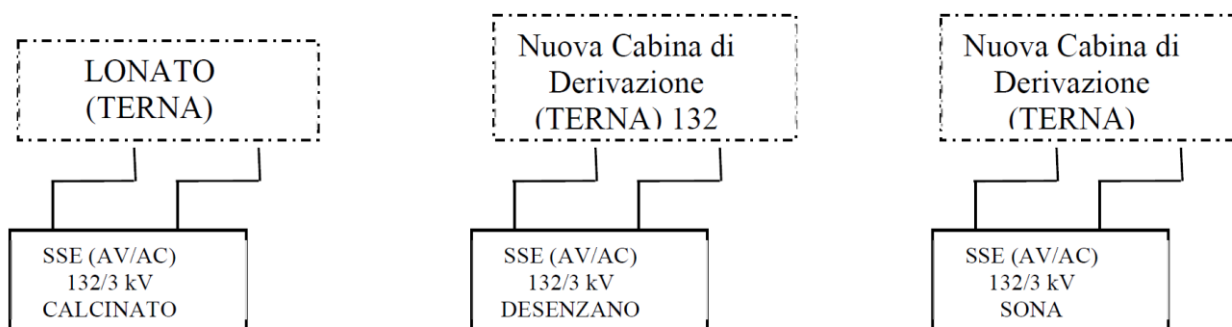 LONATO
(TERNA)
Nuova Cabina di
Derivazione
(TERNA) 132
Nuova Cabina di
Derivazione
(TERNA)
SSE (AV/AC)
132/3 kV
CALCINATO
SSE (AV/AC)
132/3 kV
DESENZANO
SSE (AV/AC)
132/3 kV
SONA